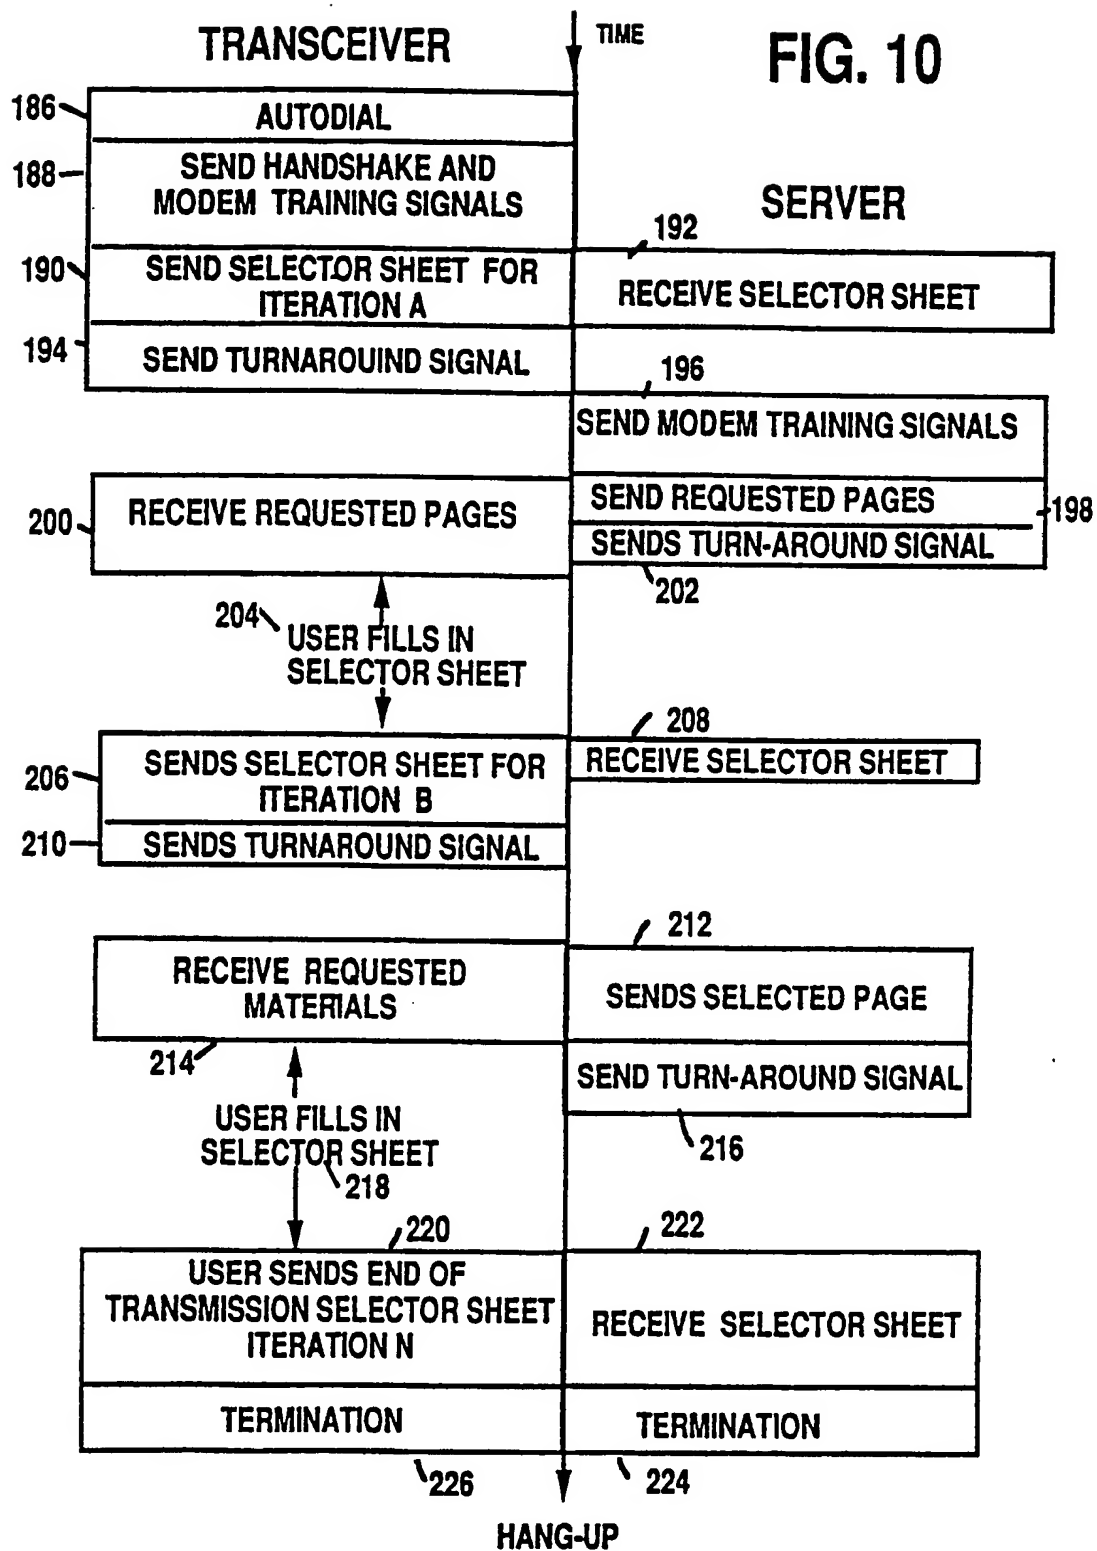 TRANSCEIVER
TIME
FIG. 10
186
AUTODIAL
188
SEND HANDSHAKE AND
MODEM TRAINING SIGNALS
SERVER
192
190
SEND SELECTOR SHEET FOR
ITERATION A
RECEIVE SELECTOR SHEET
194
SEND TURNAROUIND SIGNAL
196
SEND MODEM TRAINING SIGNALS
200
RECEIVE REQUESTED PAGES
SEND REQUESTED PAGES
198
SENDS TURN-AROUND SIGNAL
202
204
USER FILLS IN
SELECTOR SHEET
208
206
SENDS SELECTOR SHEET FOR
ITERATION B
RECEIVE SELECTOR SHEET
210
SENDS TURNAROUND SIGNAL
212
RECEIVE REQUESTED
MATERIALS
SENDS SELECTED PAGE
214
SEND TURN-AROUND SIGNAL
216
USER FILLS IN
SELECTOR SHEET
218
220
222
USER SENDS END OF
TRANSMISSION SELECTOR SHEET
ITERATION N
RECEIVE SELECTOR SHEET
TERMINATION
TERMINATION
226
224
HANG-UP